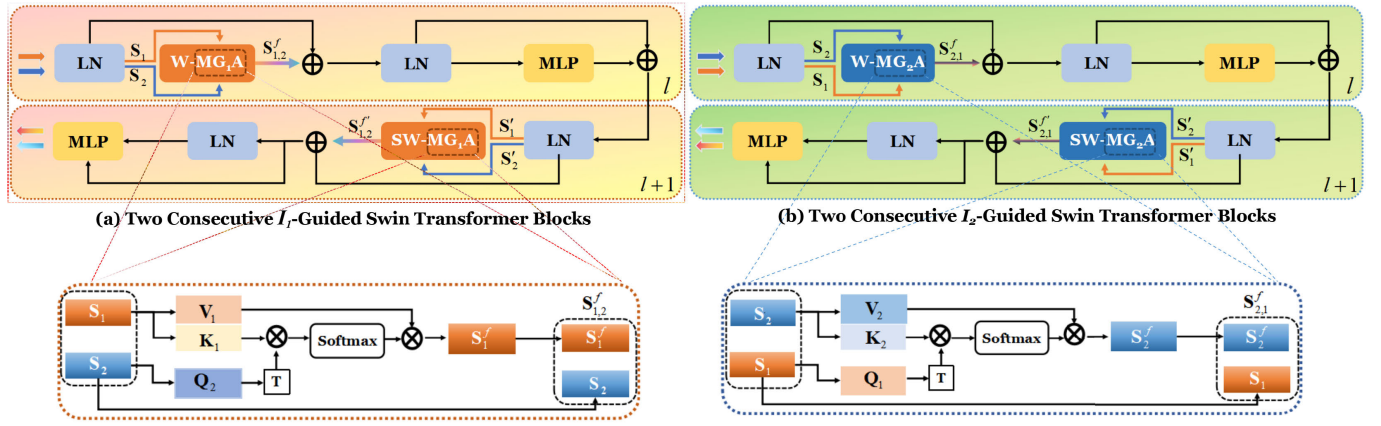 LN S₁ S₂ W-MG₁A S₁,₂ᶠ ⊕ LN MLP ⊕ l
MLP LN ⊕ S₁,₂ᶠ′ SW-MG₁A S₁′ S₂′ LN l+1
(a) Two Consecutive I₁-Guided Swin Transformer Blocks
S₁ V₁ K₁ ⊗ Softmax ⊗ S₁ᶠ S₁,₂ᶠ S₁ᶠ
S₂ Q₂ T S₂
LN S₂ S₁ W-MG₂A S₂,₁ᶠ ⊕ LN MLP ⊕ l
MLP LN ⊕ S₂,₁ᶠ′ SW-MG₂A S₂′ S₁′ LN l+1
(b) Two Consecutive I₂-Guided Swin Transformer Blocks
S₂ V₂ K₂ ⊗ Softmax ⊗ S₂ᶠ S₂,₁ᶠ S₂ᶠ
S₁ Q₁ T S₁